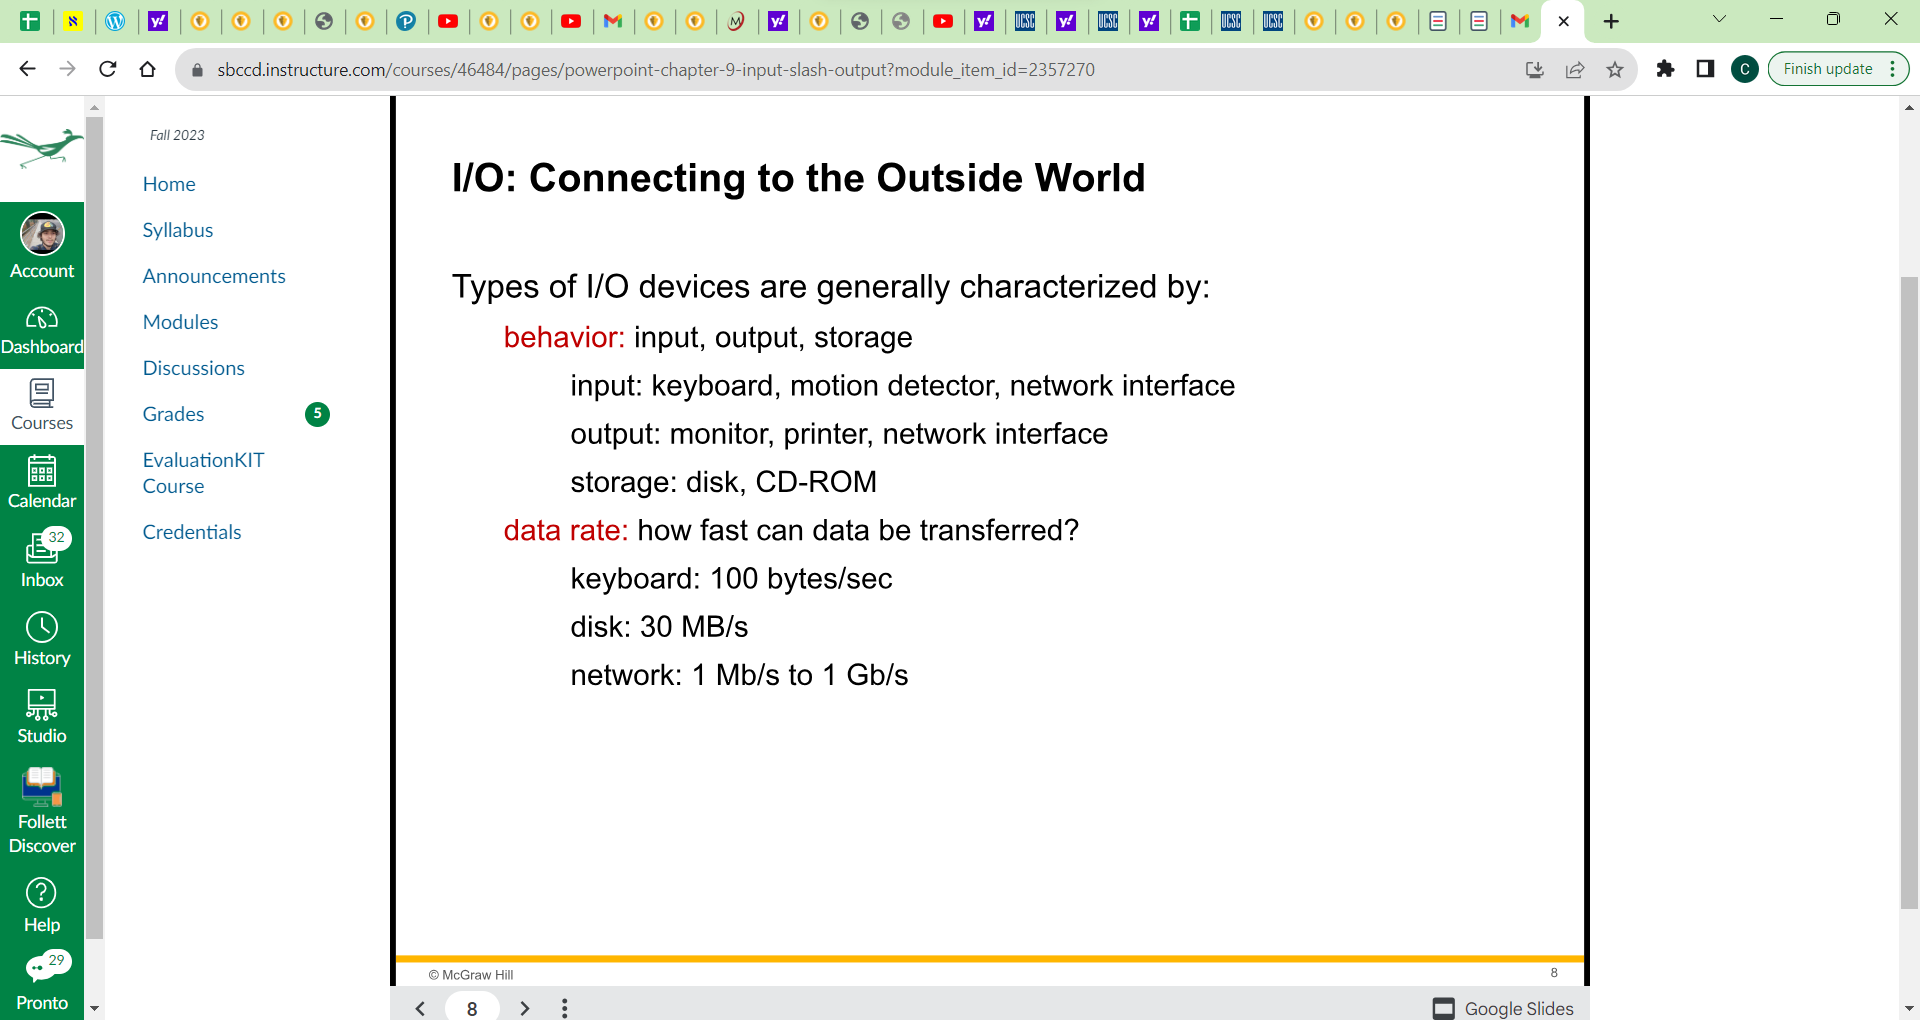 sbccd.instructure.com/courses/46484/pages/powerpoint-chapter-9-input-slash-output?module_item_id=2357270
C
Finish update
Account
Dashboard
Courses
Calendar
32
Inbox
History
Studio
Follett
Discover
Help
29
Pronto
Fall 2023
Home
Syllabus
Announcements
Modules
Discussions
Grades 5
EvaluationKIT
Course
Credentials
I/O: Connecting to the Outside World
Types of I/O devices are generally characterized by:
behavior: input, output, storage
input: keyboard, motion detector, network interface
output: monitor, printer, network interface
storage: disk, CD-ROM
data rate: how fast can data be transferred?
keyboard: 100 bytes/sec
disk: 30 MB/s
network: 1 Mb/s to 1 Gb/s
© McGraw Hill
8
8
Google Slides